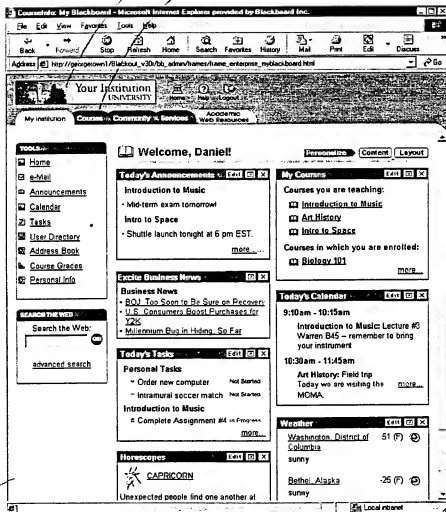 CourseInfo: My Blackboard - Microsoft Internet Explorer provided by Blackboard Inc.
File Edit View Favorites Tools Help
Back Forward Stop Refresh Home Search Favorites History Mail Print Edit Discuss
Address http://georgetown1/Blackout_v30r/bb_admin/frames/frame_enterprise_myblackboard.html Go
Your Institution
UNIVERSITY
Home Help Logout
My Institution Courses Community & Services Academic Web Resources
TOOLS
Home
e-Mail
Announcements
Calendar
Tasks
User Directory
Address Book
Course Graces
Personal Info
SEARCH THE WEB
Search the Web:
advanced search
Welcome, Daniel!
Personalize Content Layout
Today's Announcements Edit
Introduction to Music
· Mid-term exam tomorrow!
Intro to Space
· Shuttle launch tonight at 6 pm EST.
more...
Excite Business News
Business News
· BOJ: Too Soon to Be Sure on Recovery
· U.S. Consumers Boost Purchases for Y2K
· Millennium Bug in Hiding, So Far
Today's Tasks Edit
Personal Tasks
Order new computer Not Started
Intramural soccer match Not Started
Introduction to Music
Complete Assignment #4 in Progress
more...
Horoscopes Edit
CAPRICORN
Unexpected people find one another at
My Courses Edit
Courses you are teaching:
Introduction to Music
Art History
Intro to Space
Courses in which you are enrolled:
Biology 101
more...
Today's Calendar Edit
9:10am - 10:15am
Introduction to Music: Lecture #3
Warren B45 – remember to bring
your instrument
10:30am - 11:45am
Art History: Field trip
Today we are visiting the
MOMA.
more...
Weather Edit
Washington, District of Columbia 51 (F)
sunny
Bethel, Alaska -25 (F)
sunny
Local intranet